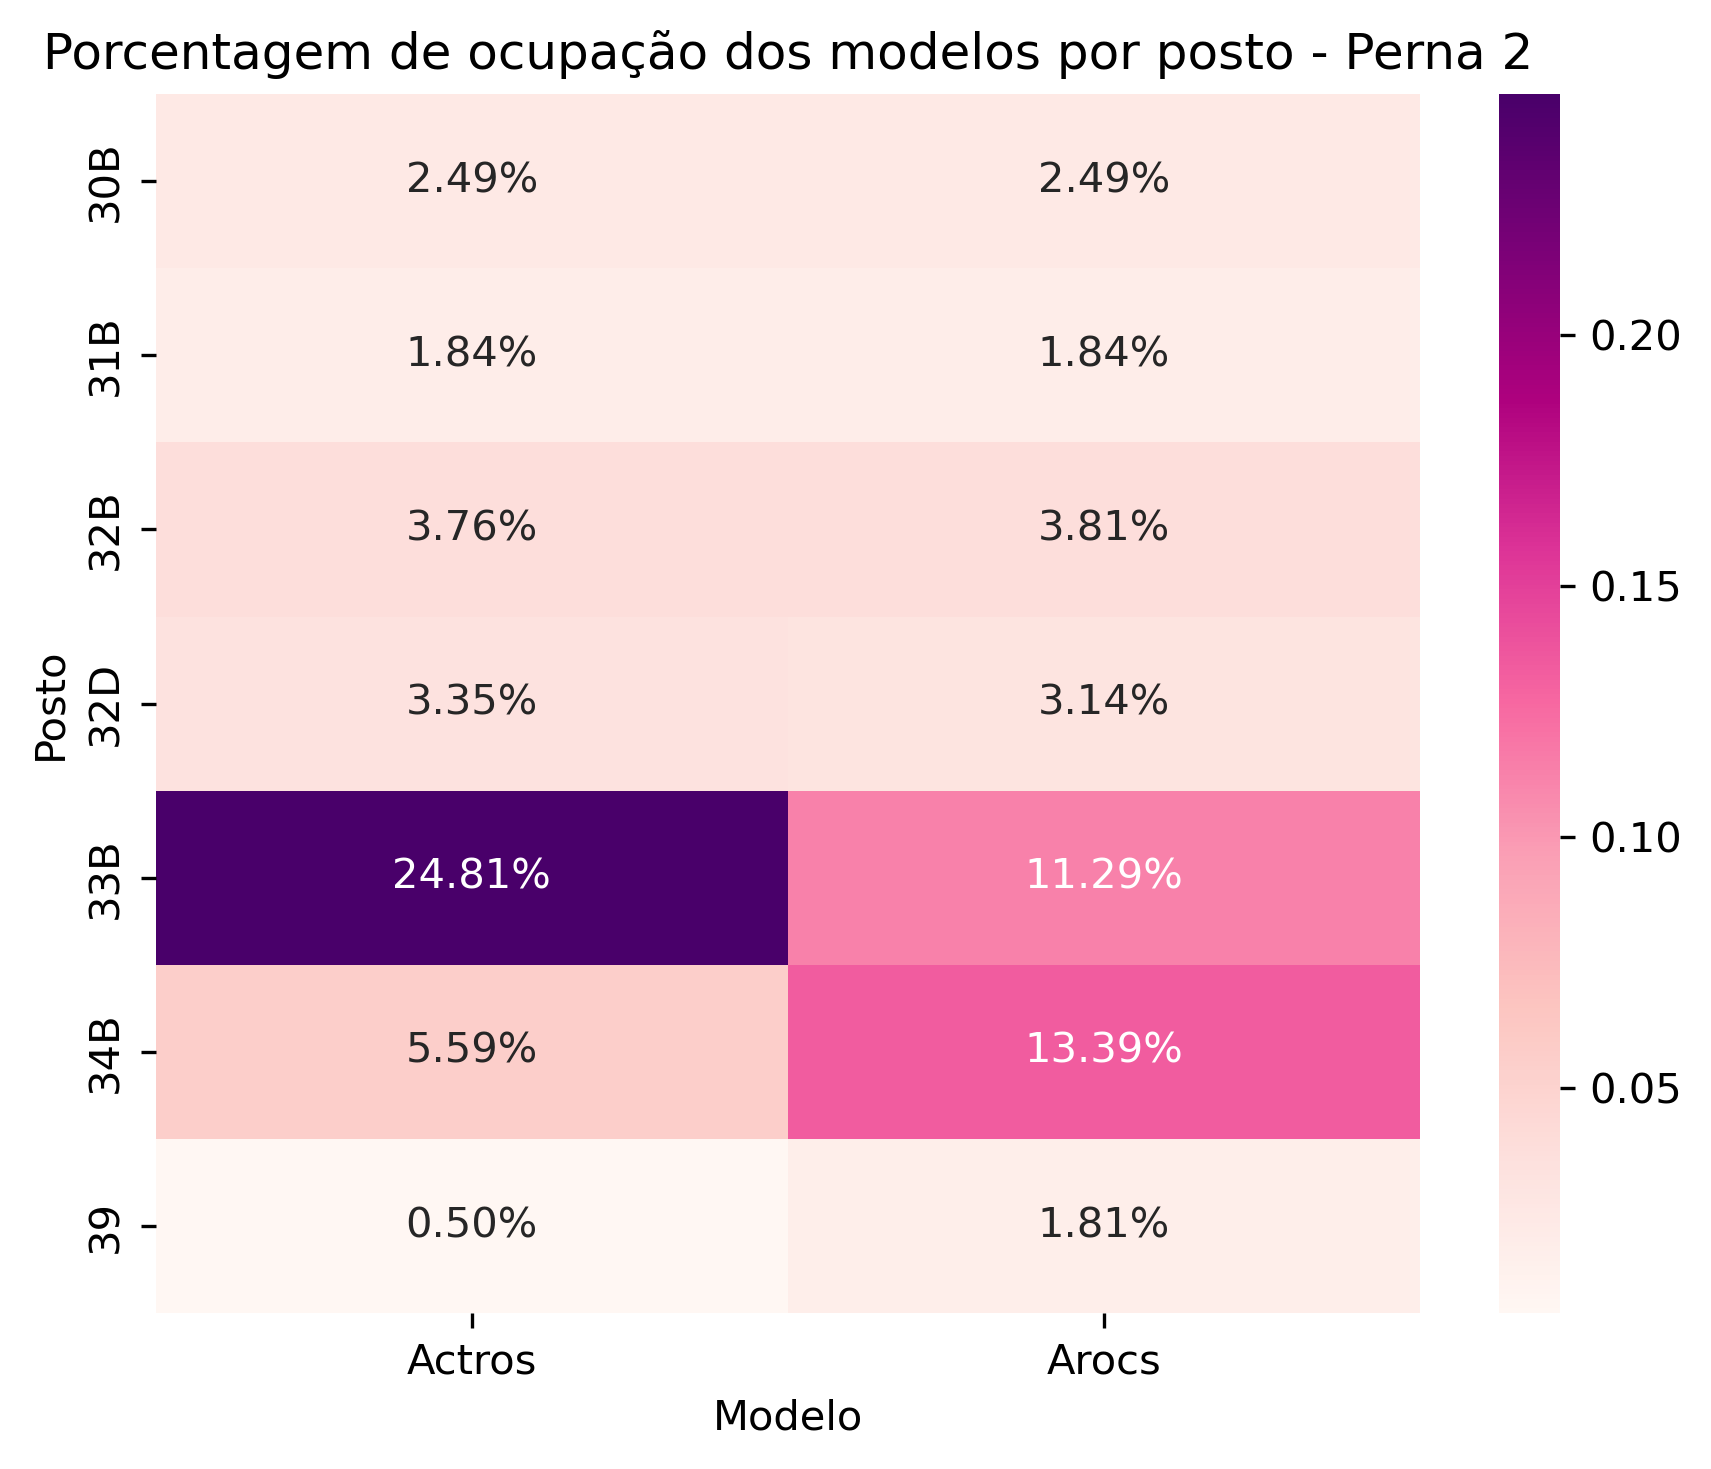 Porcentagem de ocupação dos modelos por posto - Perna 2
Posto
30B 2.49% 2.49%
31B 1.84% 1.84%
32B 3.76% 3.81%
32D 3.35% 3.14%
33B 24.81% 11.29%
34B 5.59% 13.39%
39 0.50% 1.81%
Actros Arocs
Modelo
0.20
0.15
0.10
0.05